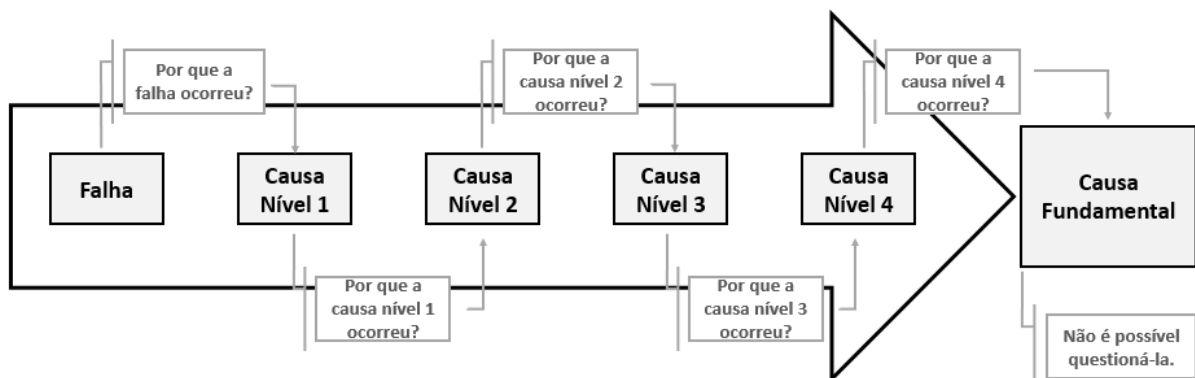 Por que a
falha ocorreu?
Por que a
causa nível 2
ocorreu?
Por que a
causa nível 4
ocorreu?
Falha
Causa
Nível 1
Causa
Nível 2
Causa
Nível 3
Causa
Nível 4
Causa
Fundamental
Por que a
causa nível 1
ocorreu?
Por que a
causa nível 3
ocorreu?
Não é possível
questioná-la.